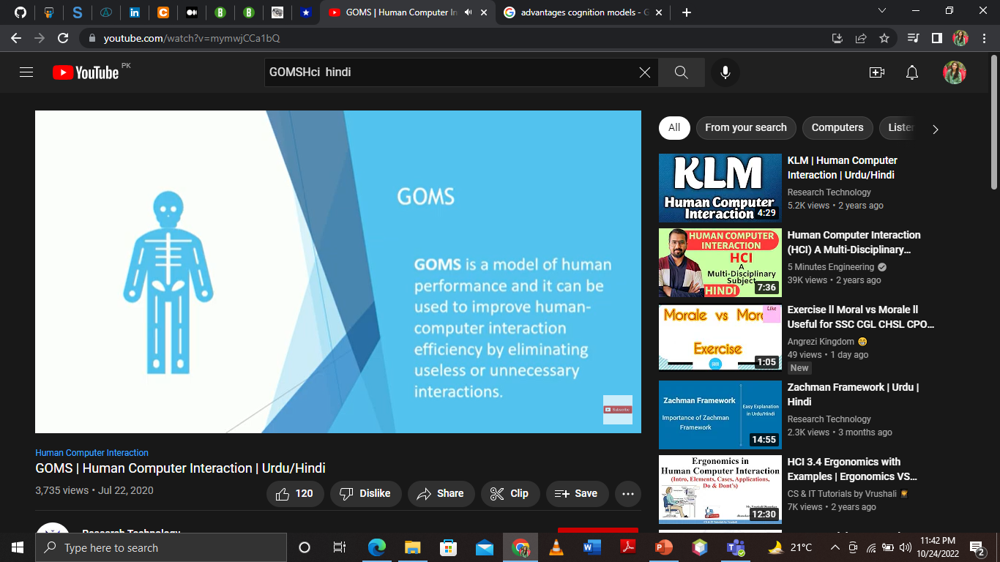 GOMS | Human Computer In
advantages cognition models - G
youtube.com/watch?v=mymwjCCa1bQ
YouTube PK
GOMSHci hindi
GOMS
GOMS is a model of human
performance and it can be
used to improve human-
computer interaction
efficiency by eliminating
useless or unnecessary
interactions.
Subscribe
Human Computer Interaction
GOMS | Human Computer Interaction | Urdu/Hindi
3,735 views • Jul 22, 2020
120
Dislike
Share
Clip
Save
All
From your search
Computers
Lister
KLM
Human Computer
Interaction
4:29
KLM | Human Computer
Interaction | Urdu/Hindi
Research Technology
5.2K views • 2 years ago
HUMAN COMPUTER
INTERACTION
HCI
A
Multi-Disciplinary
Subject
HINDI
7:36
Human Computer Interaction
(HCI) A Multi-Disciplinary...
5 Minutes Engineering
39K views • 2 years ago
Morale vs Mor
Like
Exercise
1:05
Exercise ll Moral vs Morale ll
Useful for SSC CGL CHSL CPO...
Angrezi Kingdom 😁
49 views • 1 day ago
New
Zachman Framework
Importance of Zachman
Framework
Easy Explanation
in Urdu/Hindi
14:55
Zachman Framework | Urdu |
Hindi
Research Technology
2.3K views • 3 months ago
Ergonomics in
Human Computer Interaction
(Intro, Elements, Cases, Applications,
Do & Dont's)
12:30
HCI 3.4 Ergonomics with
Examples | Ergonomics VS...
CS & IT Tutorials by Vrushali 👩‍🎓
7K views • 2 years ago
Research Technology
Type here to search
21°C
11:42 PM
10/24/2022
2